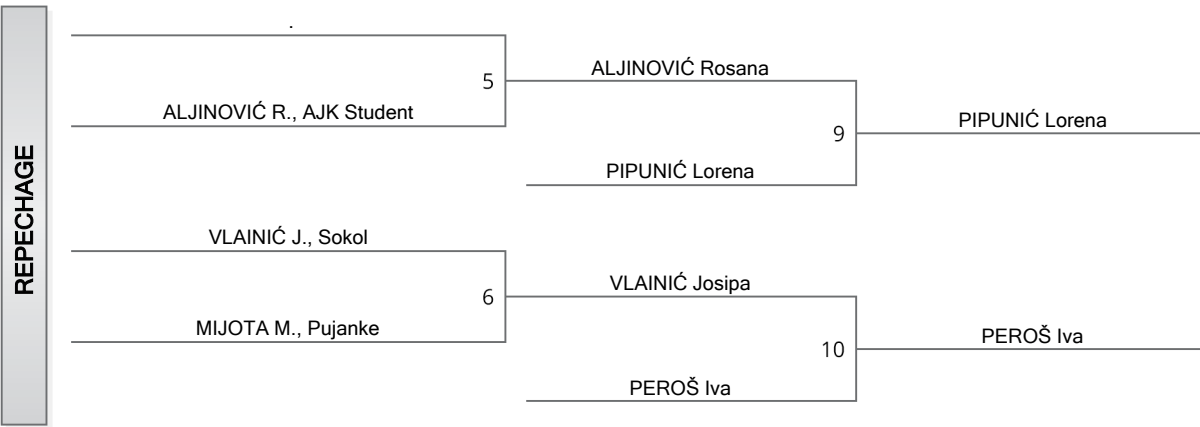 REPECHAGE
.
5
ALJINOVIĆ Rosana
ALJINOVIĆ R., AJK Student
9
PIPUNIĆ Lorena
PIPUNIĆ Lorena
VLAINIĆ J., Sokol
6
VLAINIĆ Josipa
MIJOTA M., Pujanke
10
PEROŠ Iva
PEROŠ Iva